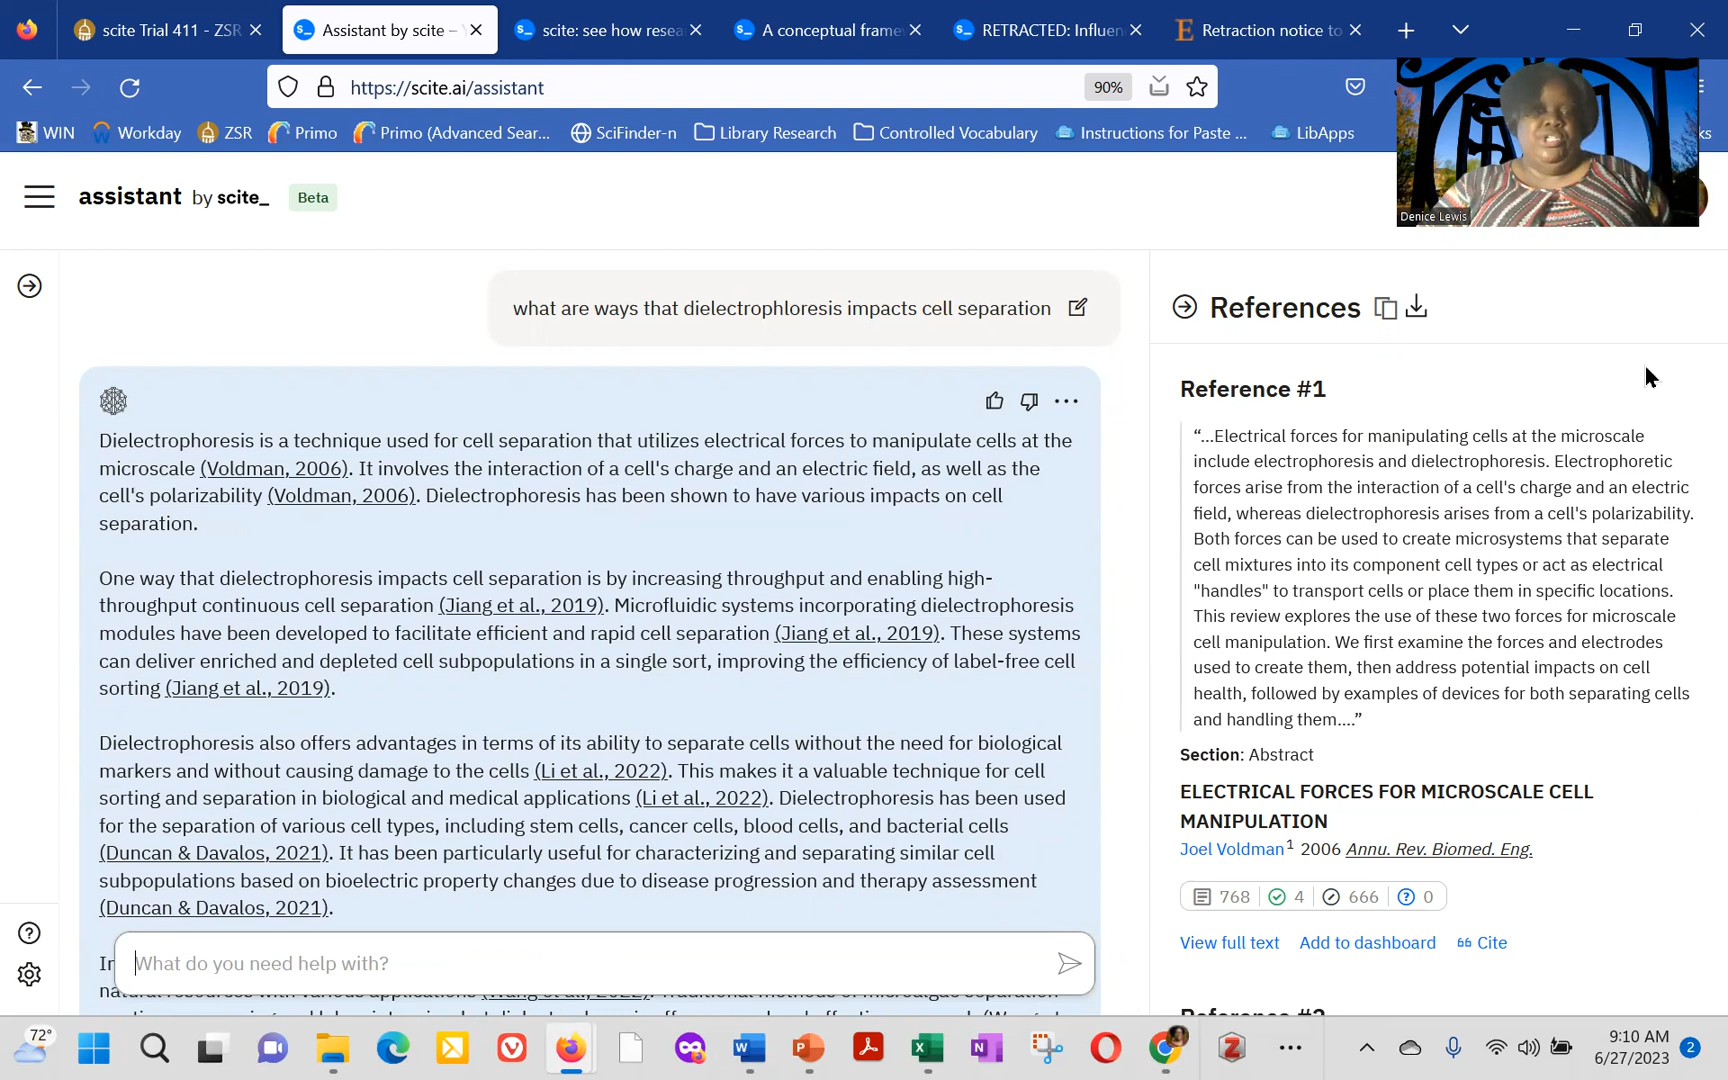 scite Trial 411 - ZSR
Assistant by scite –
scite: see how resea
A conceptual frame
RETRACTED: Influen
Retraction notice to
https://scite.ai/assistant
90%
WIN
Workday
ZSR
Primo
Primo (Advanced Sear...
SciFinder-n
Library Research
Controlled Vocabulary
Instructions for Paste ...
LibApps
ks
assistant by scite_
Beta
Denice Lewis
what are ways that dielectrophloresis impacts cell separation
Dielectrophoresis is a technique used for cell separation that utilizes electrical forces to manipulate cells at the
microscale (Voldman, 2006). It involves the interaction of a cell's charge and an electric field, as well as the
cell's polarizability (Voldman, 2006). Dielectrophoresis has been shown to have various impacts on cell
separation.
One way that dielectrophoresis impacts cell separation is by increasing throughput and enabling high-
throughput continuous cell separation (Jiang et al., 2019). Microfluidic systems incorporating dielectrophoresis
modules have been developed to facilitate efficient and rapid cell separation (Jiang et al., 2019). These systems
can deliver enriched and depleted cell subpopulations in a single sort, improving the efficiency of label-free cell
sorting (Jiang et al., 2019).
Dielectrophoresis also offers advantages in terms of its ability to separate cells without the need for biological
markers and without causing damage to the cells (Li et al., 2022). This makes it a valuable technique for cell
sorting and separation in biological and medical applications (Li et al., 2022). Dielectrophoresis has been used
for the separation of various cell types, including stem cells, cancer cells, blood cells, and bacterial cells
(Duncan & Davalos, 2021). It has been particularly useful for characterizing and separating similar cell
subpopulations based on bioelectric property changes due to disease progression and therapy assessment
(Duncan & Davalos, 2021).
In
What do you need help with?
References
Reference #1
“...Electrical forces for manipulating cells at the microscale
include electrophoresis and dielectrophoresis. Electrophoretic
forces arise from the interaction of a cell's charge and an electric
field, whereas dielectrophoresis arises from a cell's polarizability.
Both forces can be used to create microsystems that separate
cell mixtures into its component cell types or act as electrical
"handles" to transport cells or place them in specific locations.
This review explores the use of these two forces for microscale
cell manipulation. We first examine the forces and electrodes
used to create them, then address potential impacts on cell
health, followed by examples of devices for both separating cells
and handling them....”
Section: Abstract
ELECTRICAL FORCES FOR MICROSCALE CELL
MANIPULATION
Joel Voldman1 2006 Annu. Rev. Biomed. Eng.
768 4 666 0
View full text Add to dashboard Cite
Reference #2
72°
9:10 AM
6/27/2023
2